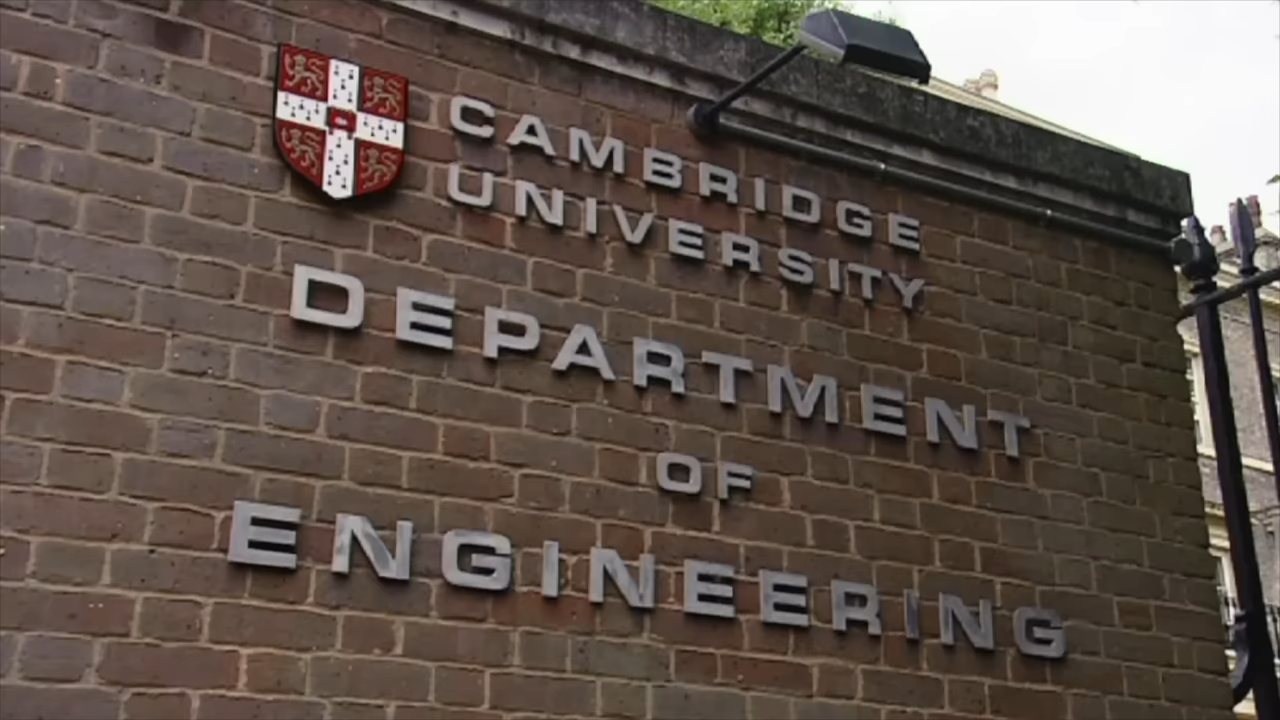 CAMBRIDGE
UNIVERSITY
DEPARTMENT
OF
ENGINEERING